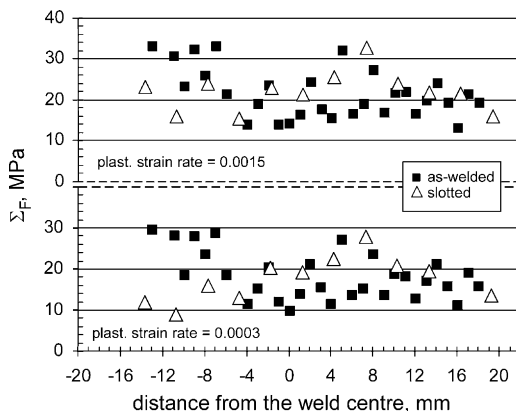 40
30
20
10
plast. strain rate = 0.0015
0
as-welded
slotted
ΣF, MPa
30
20
10
plast. strain rate = 0.0003
0
-20 -16 -12 -8 -4 0 4 8 12 16 20
distance from the weld centre, mm